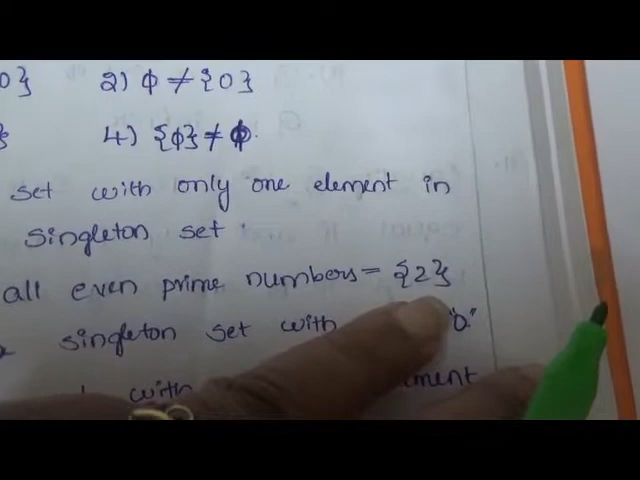 0} 2) φ ≠ {0}
} 4) {φ} ≠ φ.
set with only one element in
singleton set
all even prime numbers = {2}
singleton set with "0."
with ement